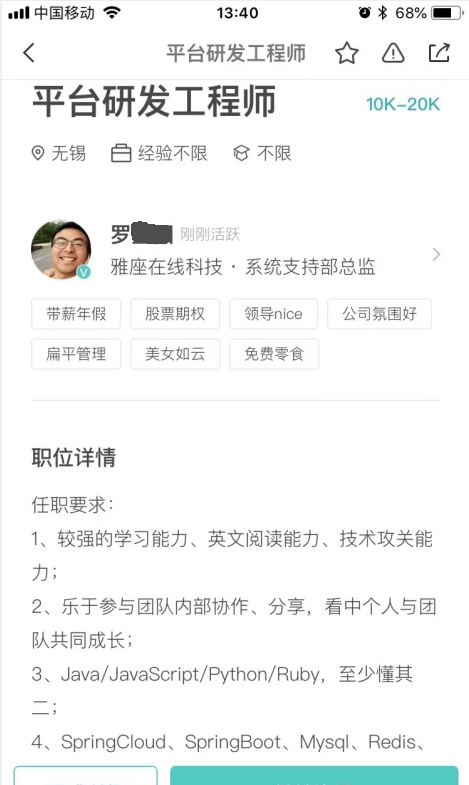 中国移动 13:40 68%
平台研发工程师
平台研发工程师 10K-20K
无锡 经验不限 不限
罗 刚刚活跃
V 雅座在线科技·系统支持部总监
带薪年假 股票期权 领导nice 公司氛围好
扁平管理 美女如云 免费零食
职位详情
任职要求：
1、较强的学习能力、英文阅读能力、技术攻关能
力；
2、乐于参与团队内部协作、分享，看中个人与团
队共同成长；
3、Java/JavaScript/Python/Ruby，至少懂其
二；
4、SpringCloud、SpringBoot、Mysql、Redis、